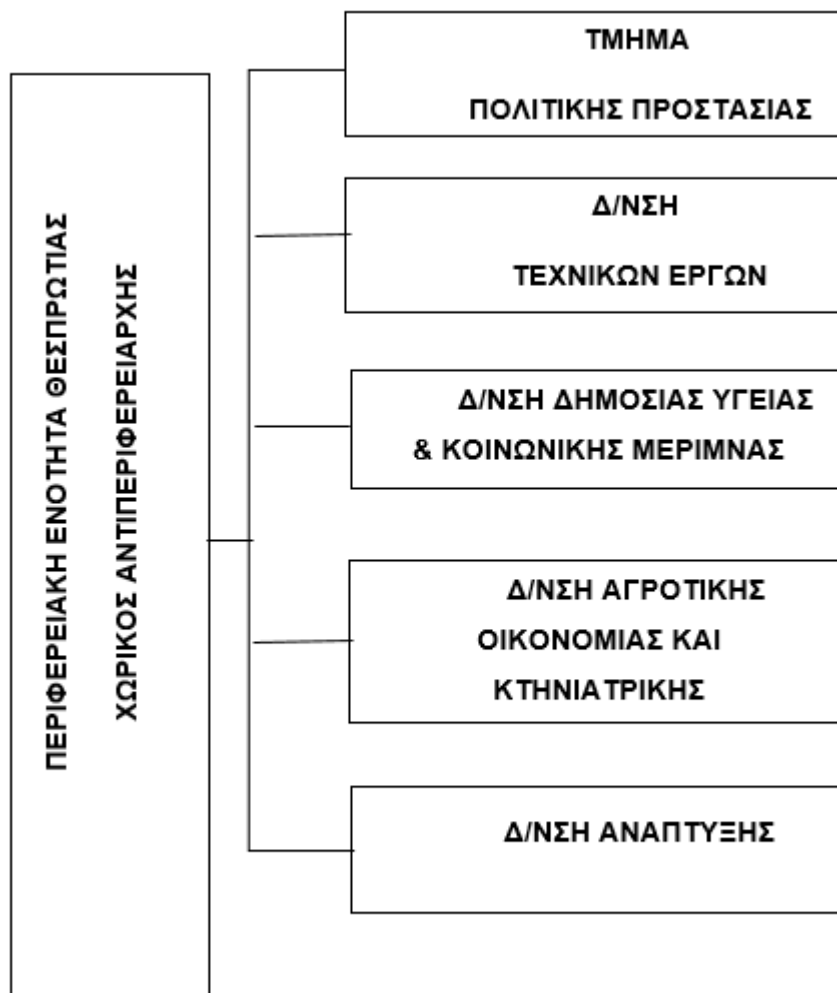 ΠΕΡΙΦΕΡΕΙΑΚΗ ΕΝΟΤΗΤΑ ΘΕΣΠΡΩΤΙΑΣ
ΧΩΡΙΚΟΣ ΑΝΤΙΠΕΡΙΦΕΡΕΙΑΡΧΗΣ
ΤΜΗΜΑ
ΠΟΛΙΤΙΚΗΣ ΠΡΟΣΤΑΣΙΑΣ
Δ/ΝΣΗ
ΤΕΧΝΙΚΩΝ ΕΡΓΩΝ
Δ/ΝΣΗ ΔΗΜΟΣΙΑΣ ΥΓΕΙΑΣ
& ΚΟΙΝΩΝΙΚΗΣ ΜΕΡΙΜΝΑΣ
Δ/ΝΣΗ ΑΓΡΟΤΙΚΗΣ
ΟΙΚΟΝΟΜΙΑΣ ΚΑΙ
ΚΤΗΝΙΑΤΡΙΚΗΣ
Δ/ΝΣΗ ΑΝΑΠΤΥΞΗΣ